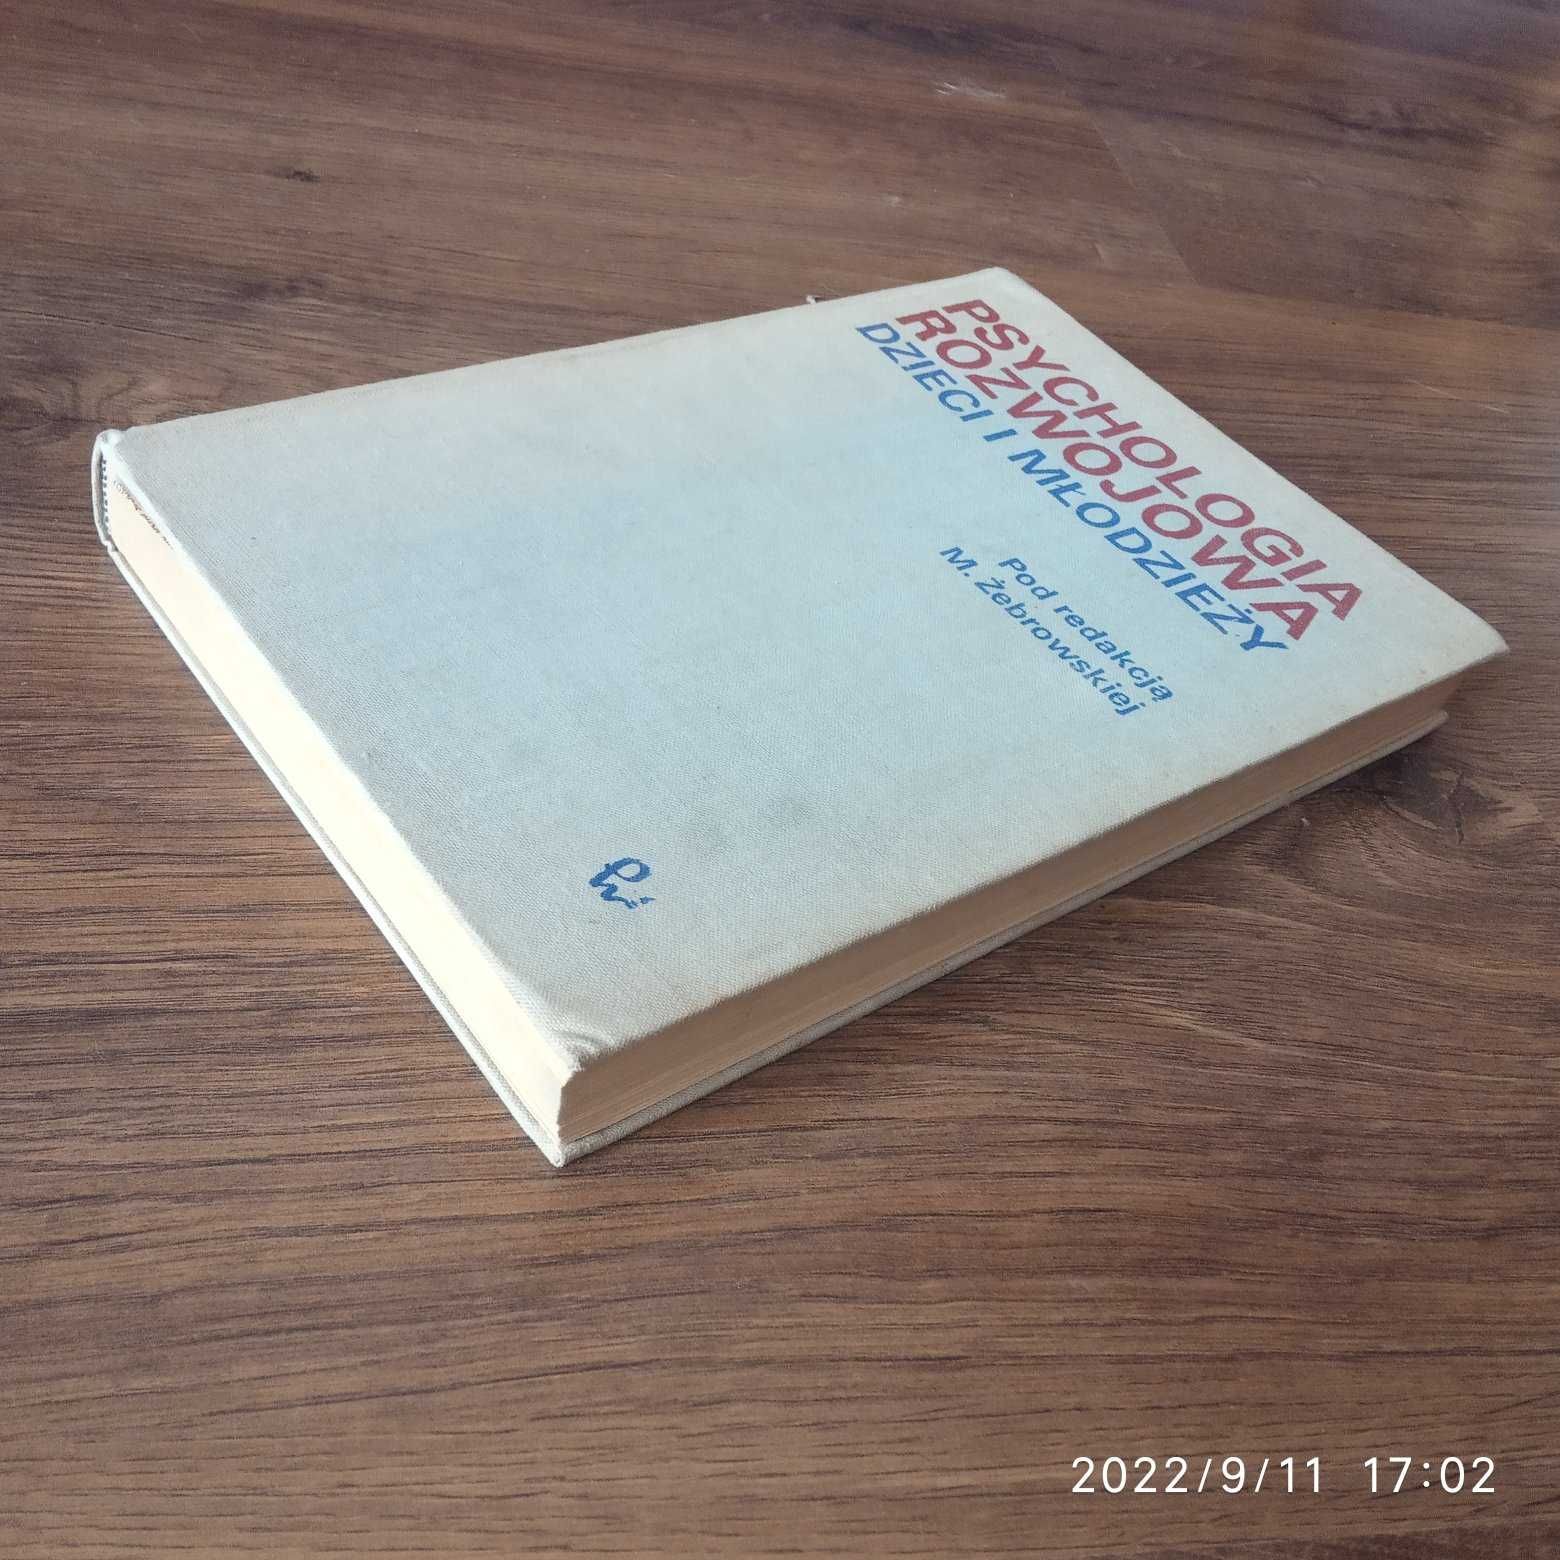 PSYCHOLOGIA
ROZWOJOWA
DZIECI I MŁODZIEŻY
Pod redakcją
M. Żebrowskiej
2022/9/11 17:02